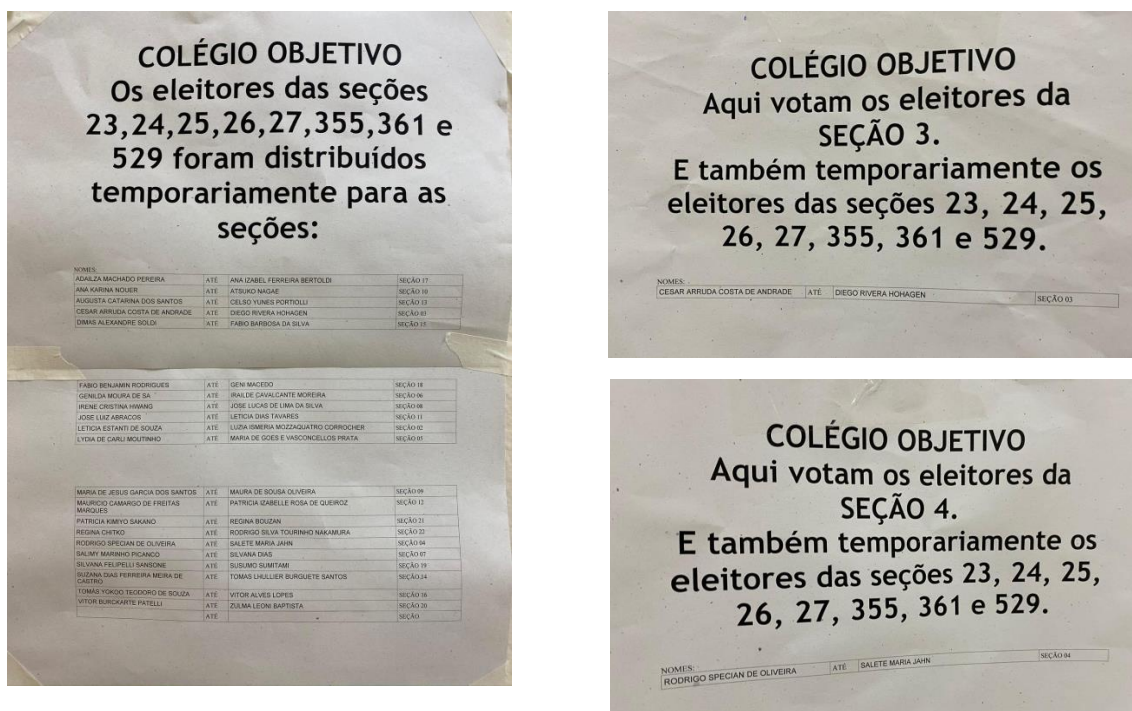 COLÉGIO OBJETIVO
Os eleitores das seções
23,24,25,26,27,355,361 e
529 foram distribuídos
temporariamente para as
seções:
NOMES:
ADAILZA MACHADO PEREIRA ATÉ ANA IZABEL FERREIRA BERTOLDI SEÇÃO 17
ANA KARINA NOUER ATÉ ATSUKO NAGAE SEÇÃO 10
AUGUSTA CATARINA DOS SANTOS ATÉ CELSO YUNES PORTIOLLI SEÇÃO 13
CESAR ARRUDA COSTA DE ANDRADE ATÉ DIEGO RIVERA HOHAGEN SEÇÃO 03
DIMAS ALEXANDRE SOLDI ATÉ FABIO BARBOSA DA SILVA SEÇÃO 15
FABIO BENJAMIN RODRIGUES ATÉ GENI MACEDO SEÇÃO 18
GENILDA MOURA DE SA ATÉ IRAILDE CAVALCANTE MOREIRA SEÇÃO 06
IRENE CRISTINA HWANG ATÉ JOSE LUCAS DE LIMA DA SILVA SEÇÃO 08
JOSE LUIZ ABRACOS ATÉ LETICIA DIAS TAVARES SEÇÃO 11
LETICIA ESTANTI DE SOUZA ATÉ LUZIA ISMERIA MOZZAQUATRO CORROCHER SEÇÃO 02
LYDIA DE CARLI MOUTINHO ATÉ MARIA DE GOES E VASCONCELLOS PRATA SEÇÃO 05
MARIA DE JESUS GARCIA DOS SANTOS ATÉ MAURA DE SOUSA OLIVEIRA SEÇÃO 09
MAURICIO CAMARGO DE FREITAS ATÉ PATRICIA IZABELLE ROSA DE QUEIROZ SEÇÃO 12
MARQUES
PATRICIA KIMIYO SAKANO ATÉ REGINA BOUZAN SEÇÃO 21
REGINA CHITKO ATÉ RODRIGO SILVA TOURINHO NAKAMURA SEÇÃO 22
RODRIGO SPECIAN DE OLIVEIRA ATÉ SALETE MARIA JAHN SEÇÃO 04
SALIMY MARINHO PICANCO ATÉ SILVANA DIAS SEÇÃO 07
SILVANA FELIPELLI SANSONE ATÉ SUSUMO SUMITAMI SEÇÃO 19
SUZANA DIAS FERREIRA MEIRA DE ATÉ TOMAS LHULLIER BURGUETE SANTOS SEÇÃO 14
CASTRO
TOMÁS YOKOO TEODORO DE SOUZA ATÉ VITOR ALVES LOPES SEÇÃO 16
VITOR BURCKARTE PATELLI ATÉ ZULMA LEONI BAPTISTA SEÇÃO 20
ATÉ SEÇÃO
COLÉGIO OBJETIVO
Aqui votam os eleitores da
SEÇÃO 3.
E também temporariamente os
eleitores das seções 23, 24, 25,
26, 27, 355, 361 e 529.
NOMES:
CESAR ARRUDA COSTA DE ANDRADE ATÉ DIEGO RIVERA HOHAGEN SEÇÃO 03
COLÉGIO OBJETIVO
Aqui votam os eleitores da
SEÇÃO 4.
E também temporariamente os
eleitores das seções 23, 24, 25,
26, 27, 355, 361 e 529.
NOMES:
RODRIGO SPECIAN DE OLIVEIRA ATÉ SALETE MARIA JAHN SEÇÃO 04